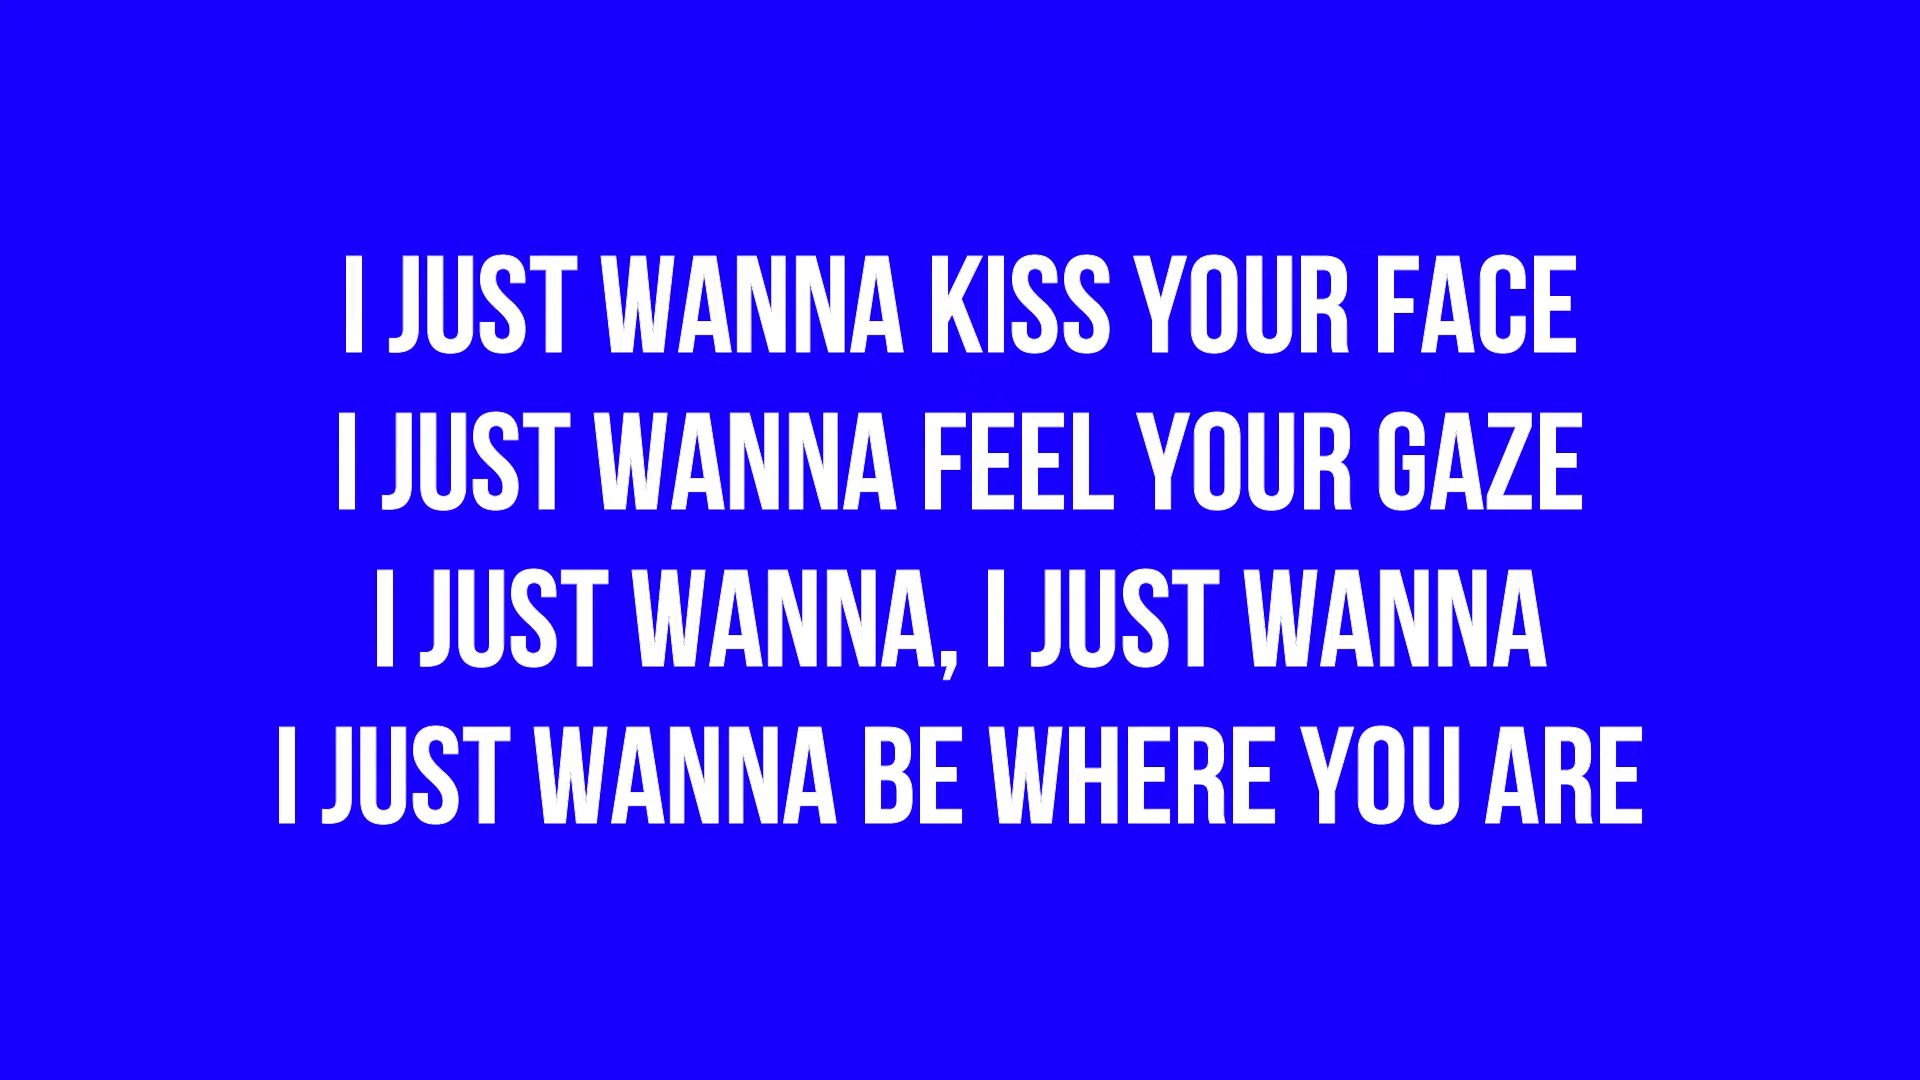 I JUST WANNA KISS YOUR FACE
I JUST WANNA FEEL YOUR GAZE
I JUST WANNA, I JUST WANNA
I JUST WANNA BE WHERE YOU ARE